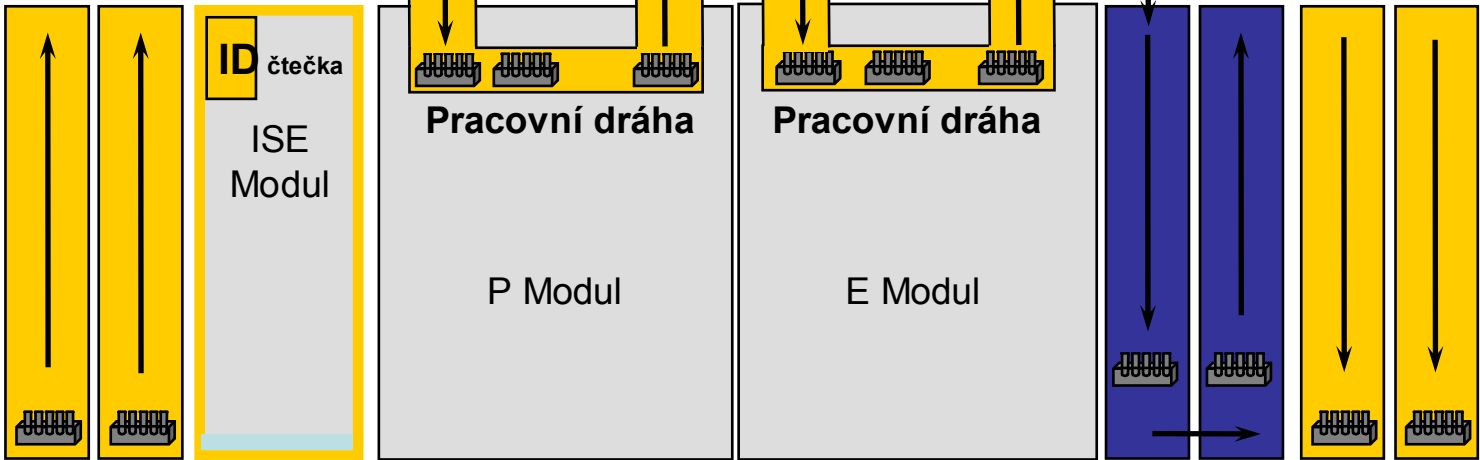 ID čtečka
ISE
Modul
Pracovní dráha
P Modul
Pracovní dráha
E Modul